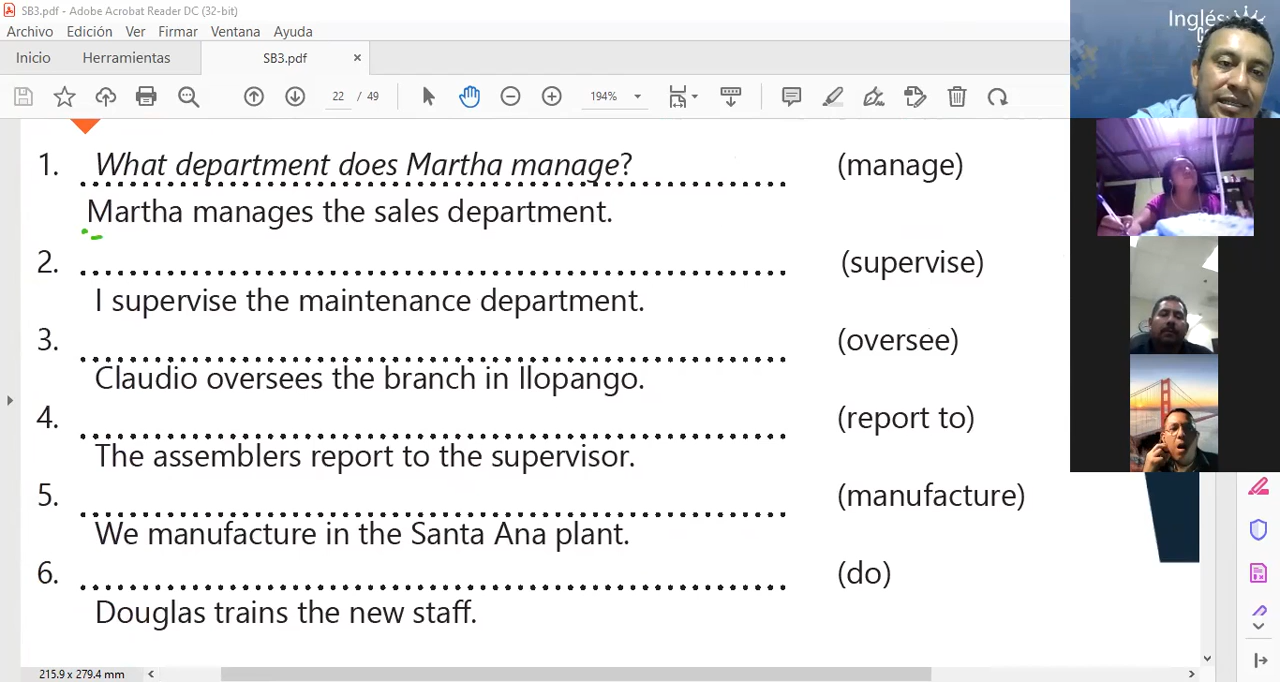 SB3.pdf - Adobe Acrobat Reader DC (32-bit)
Archivo Edición Ver Firmar Ventana Ayuda
Inicio Herramientas SB3.pdf ×
22 / 49 194%
1. What department does Martha manage? (manage)
Martha manages the sales department.
2. (supervise)
I supervise the maintenance department.
3. (oversee)
Claudio oversees the branch in Ilopango.
4. (report to)
The assemblers report to the supervisor.
5. (manufacture)
We manufacture in the Santa Ana plant.
6. (do)
Douglas trains the new staff.
215.9 x 279.4 mm
Inglés